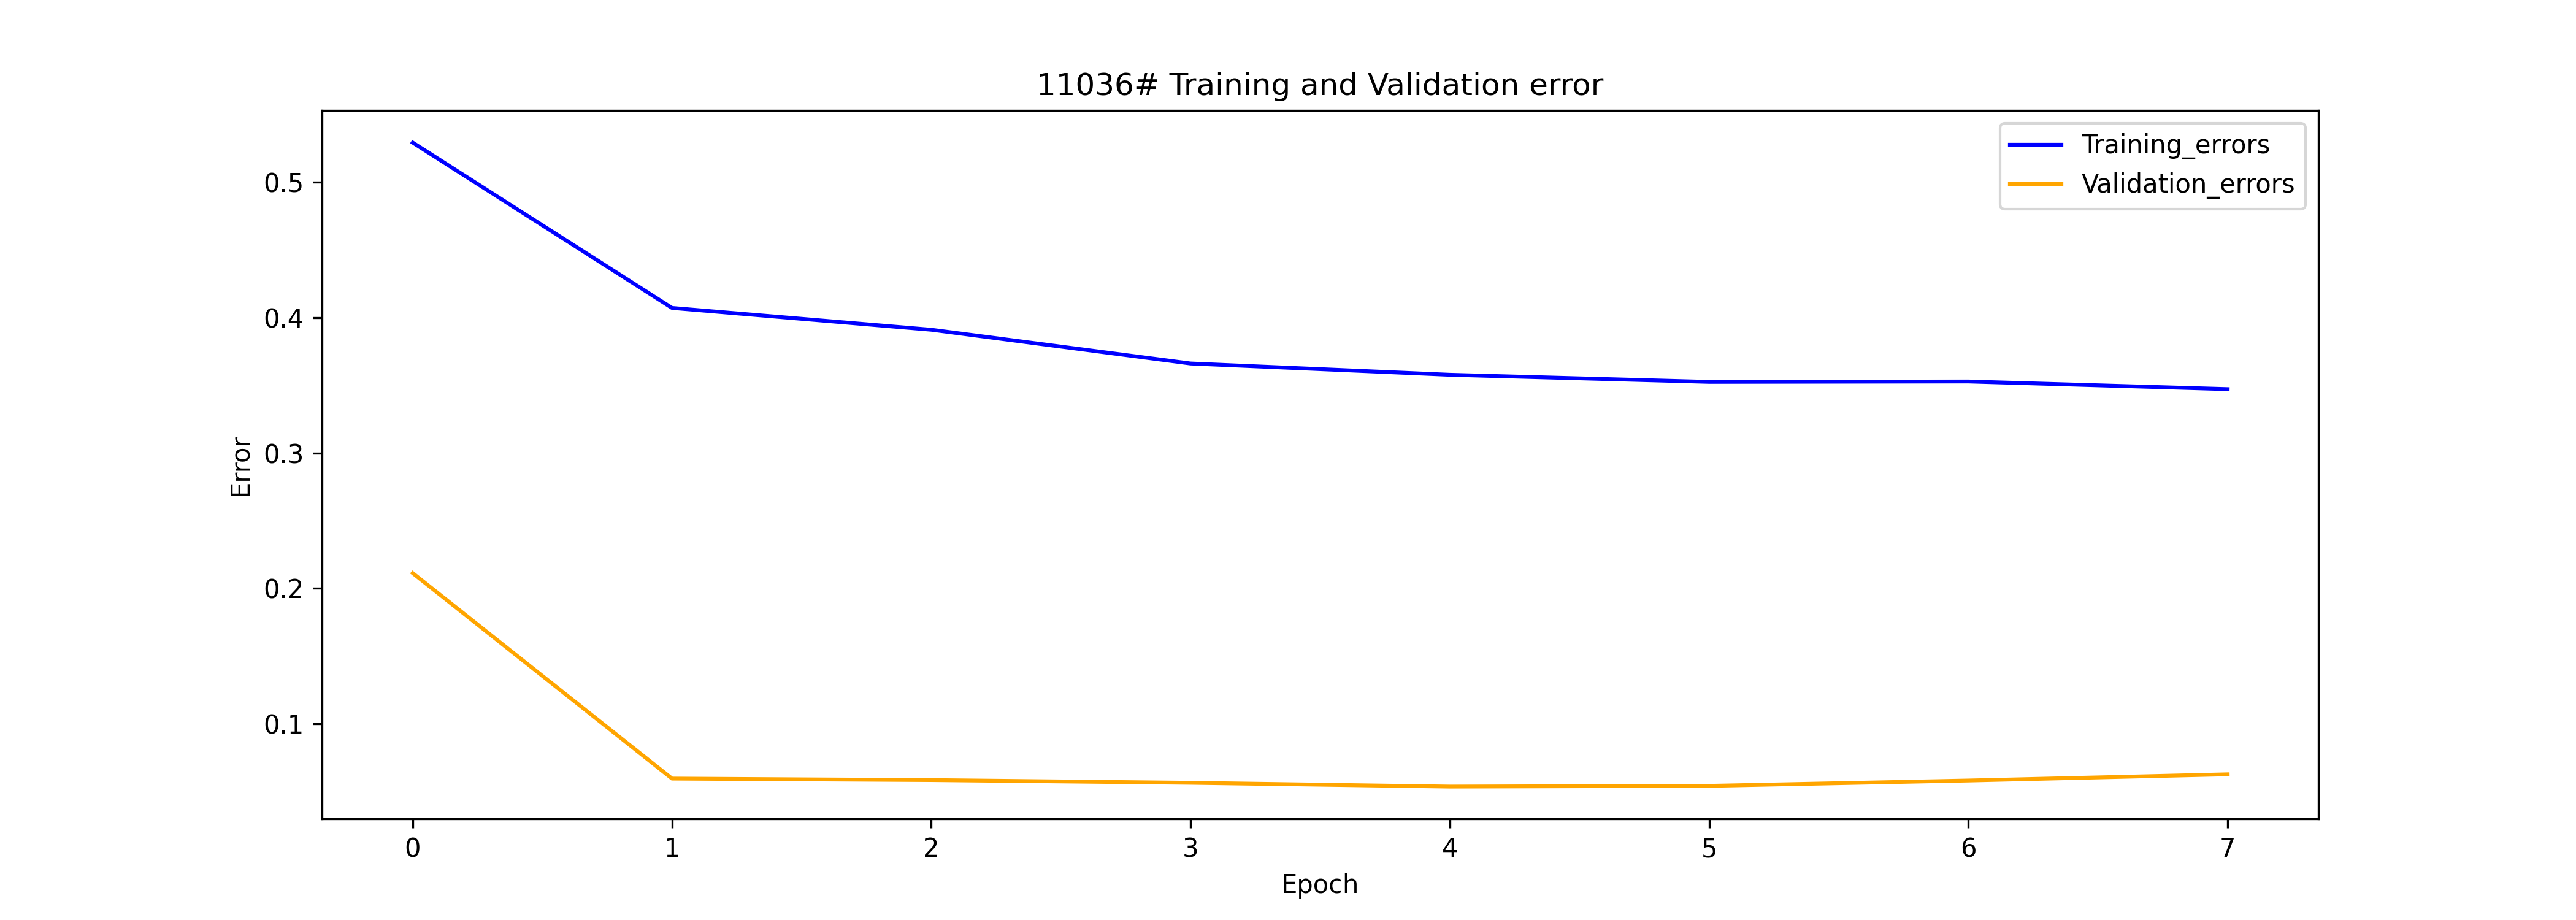 11036# Training and Validation error
Training_errors
Validation_errors
0.5
0.4
0.3
0.2
0.1
Error
0
1
2
3
4
5
6
7
Epoch